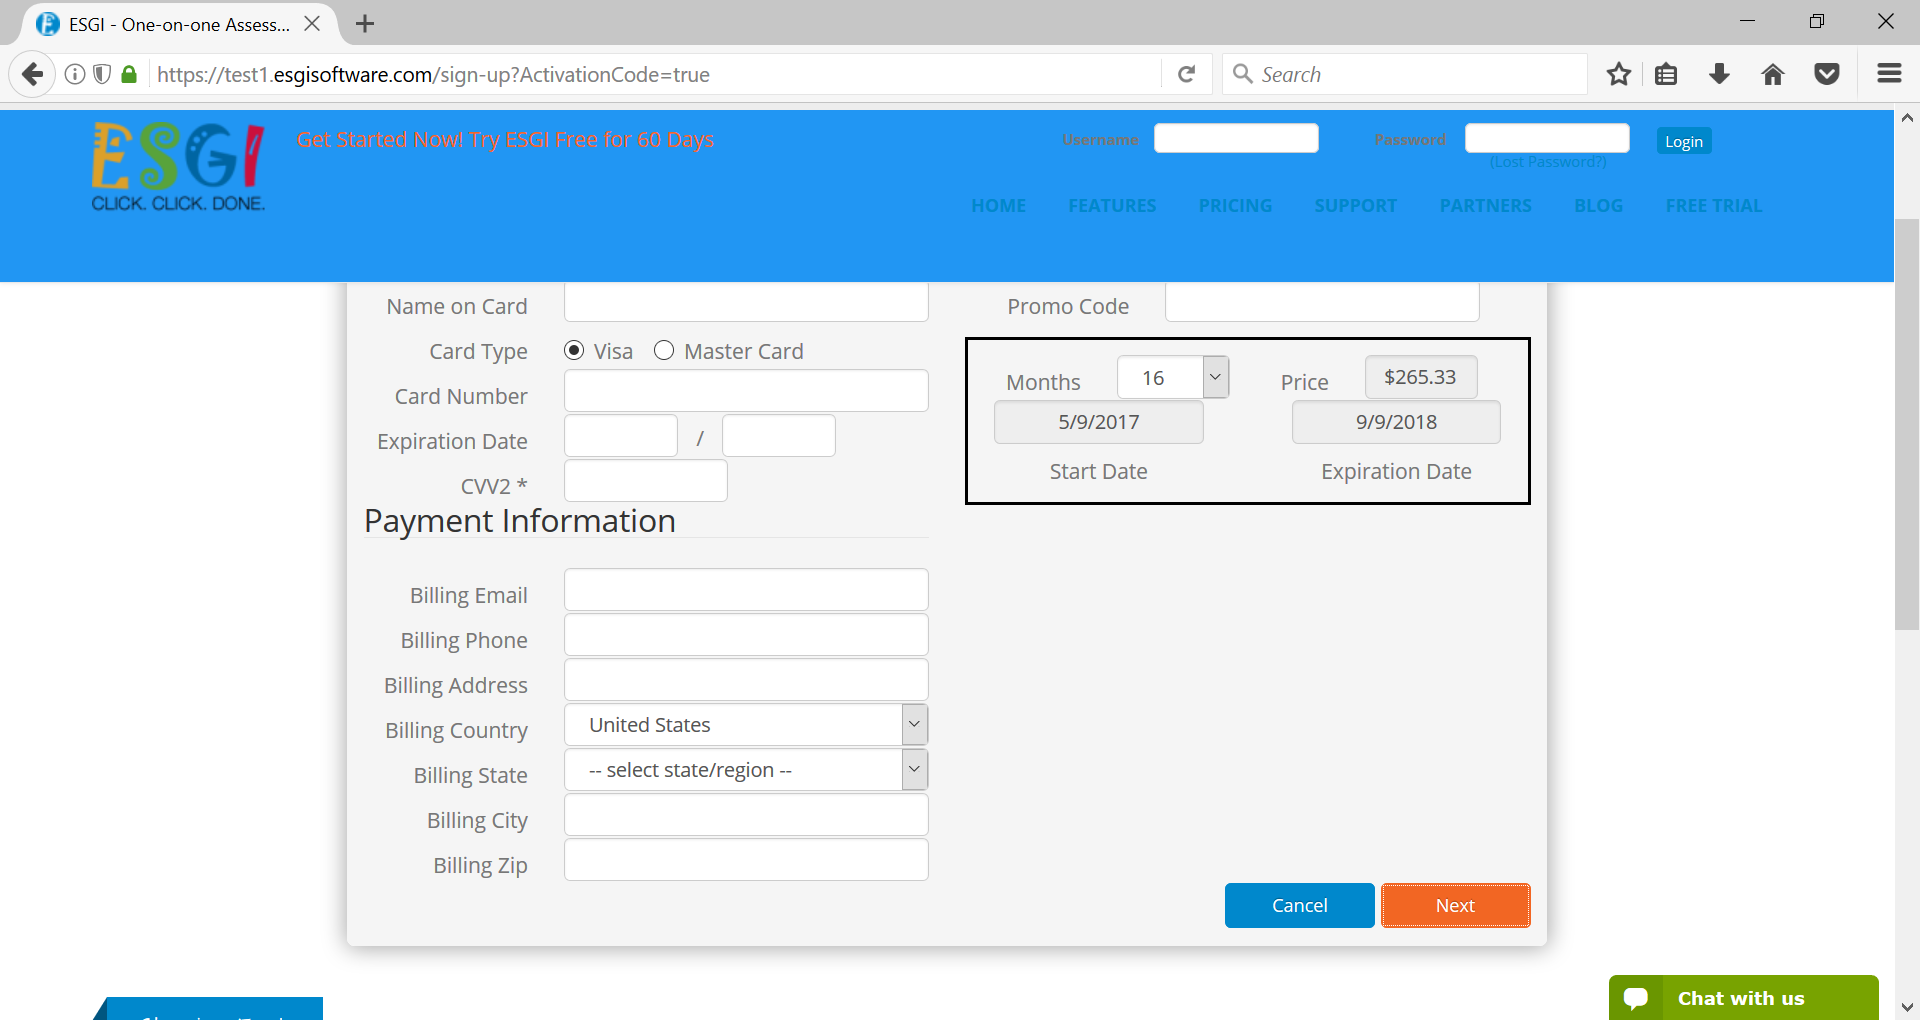 ESGI - One-on-one Assess...
https://test1.esgisoftware.com/sign-up?ActivationCode=true
Search
ESGI
CLICK. CLICK. DONE.
Get Started Now! Try ESGI Free for 60 Days
Username
Password
Login
(Lost Password?)
HOME FEATURES PRICING SUPPORT PARTNERS BLOG FREE TRIAL
Name on Card
Promo Code
Card Type Visa Master Card
Months 16 Price $265.33
Card Number
5/9/2017 9/9/2018
Expiration Date /
Start Date Expiration Date
CVV2 *
Payment Information
Billing Email
Billing Phone
Billing Address
Billing Country United States
Billing State -- select state/region --
Billing City
Billing Zip
Cancel Next
Chat with us